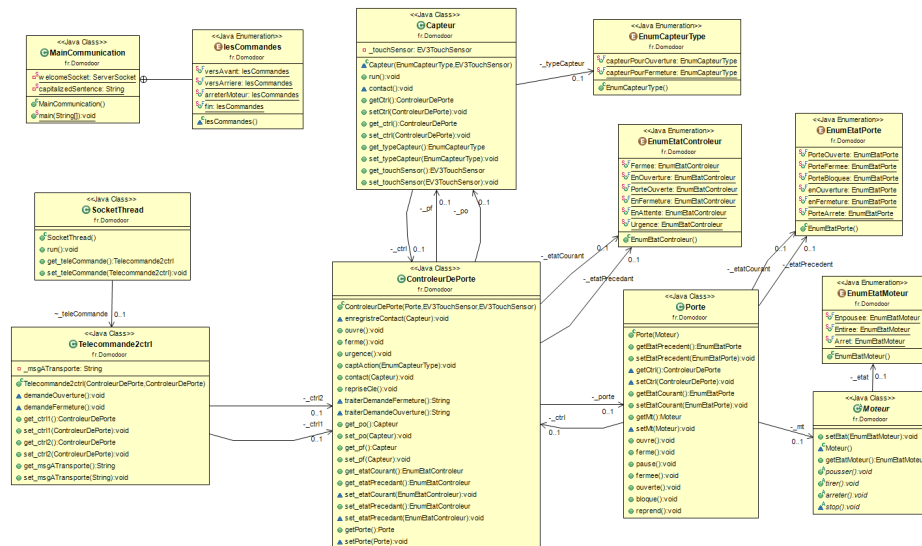 <<Java Class>>
MainCommunication
fr.Domodoor
welcomeSocket: ServerSocket
capitalizedSentence: String
MainCommunication()
main(String[]):void
<<Java Enumeration>>
lesCommandes
fr.Domodoor
versAvant: lesCommandes
versArriere: lesCommandes
arreterMoteur: lesCommandes
fin: lesCommandes
lesCommandes()
<<Java Class>>
Capteur
fr.Domodoor
_touchSensor: EV3TouchSensor
Capteur(EnumCapteurType,EV3TouchSensor)
run():void
contact():void
getCtrl():ControleurDePorte
setCtrl(ControleurDePorte):void
get_ctrl():ControleurDePorte
set_ctrl(ControleurDePorte):void
get_typeCapteur():EnumCapteurType
set_typeCapteur(EnumCapteurType):void
get_touchSensor():EV3TouchSensor
set_touchSensor(EV3TouchSensor):void
-_typeCapteur
0..1
<<Java Enumeration>>
EnumCapteurType
fr.Domodoor
capteurPourOuverture: EnumCapteurType
capteurPourFermeture: EnumCapteurType
EnumCapteurType()
<<Java Enumeration>>
EnumEtatControleur
fr.Domodoor
Fermee: EnumEtatControleur
EnOuverture: EnumEtatControleur
PorteOuverte: EnumEtatControleur
EnFermeture: EnumEtatControleur
EnAttente: EnumEtatControleur
Urgence: EnumEtatControleur
EnumEtatControleur()
<<Java Enumeration>>
EnumEtatPorte
fr.Domodoor
PorteOuverte: EnumEtatPorte
PorteFermee: EnumEtatPorte
PorteBloquee: EnumEtatPorte
enOuverture: EnumEtatPorte
enFermeture: EnumEtatPorte
PorteArrete: EnumEtatPorte
EnumEtatPorte()
<<Java Class>>
SocketThread
fr.Domodoor
SocketThread()
run():void
get_teleCommande():Telecommande2ctrl
set_teleCommande(Telecommande2ctrl):void
-_pf
0..1
-_po
0..1
-_ctrl
0..1
-_etatCourant
0..1
-_etatPrecedant
0..1
-_etatCourant
0..1
-_etatPrecedant
0..1
~_teleCommande
0..1
<<Java Class>>
Telecommande2ctrl
fr.Domodoor
_msgATransporte: String
Telecommande2ctrl(ControleurDePorte,ControleurDePorte)
demandeOuverture():void
demandeFermeture():void
get_ctrl1():ControleurDePorte
set_ctrl1(ControleurDePorte):void
get_ctrl2():ControleurDePorte
set_ctrl2(ControleurDePorte):void
get_msgATransporte():String
set_msgATransporte(String):void
-_ctrl2
0..1
-_ctrl1
0..1
<<Java Class>>
ControleurDePorte
fr.Domodoor
ControleurDePorte(Porte,EV3TouchSensor,EV3TouchSensor)
enregistreContact(Capteur):void
ouvre():void
ferme():void
urgence():void
captAction(EnumCapteurType):void
contact(Capteur):void
repriseCle():void
traiterDemandeFermeture():String
traiterDemandeOuverture():String
get_po():Capteur
set_po(Capteur):void
get_pf():Capteur
set_pf(Capteur):void
get_etatCourant():EnumEtatControleur
get_etatPrecedant():EnumEtatControleur
set_etatCourant(EnumEtatControleur):void
set_etatPrecedant():EnumEtatControleur
set_etatPrecedant(EnumEtatControleur):void
getPorte():Porte
setPorte(Porte):void
-_porte
0..1
-_ctrl
0..1
<<Java Class>>
Porte
fr.Domodoor
Porte(Moteur)
getEtatPrecedent():EnumEtatPorte
setEtatPrecedent(EnumEtatPorte):void
getCtrl():ControleurDePorte
setCtrl(ControleurDePorte):void
getEtatCourant():EnumEtatPorte
setEtatCourant(EnumEtatPorte):void
getMt():Moteur
setMt(Moteur):void
ouvre():void
ferme():void
pause():void
fermee():void
ouverte():void
bloque():void
reprend():void
<<Java Enumeration>>
EnumEtatMoteur
fr.Domodoor
Enpousee: EnumEtatMoteur
Entiree: EnumEtatMoteur
Arret: EnumEtatMoteur
EnumEtatMoteur()
-_etat
0..1
-_mt
0..1
<<Java Class>>
Moteur
fr.Domodoor
setEtat(EnumEtatMoteur):void
Moteur()
getEtatMoteur():EnumEtatMoteur
pousser():void
tirer():void
arreter():void
stop():void